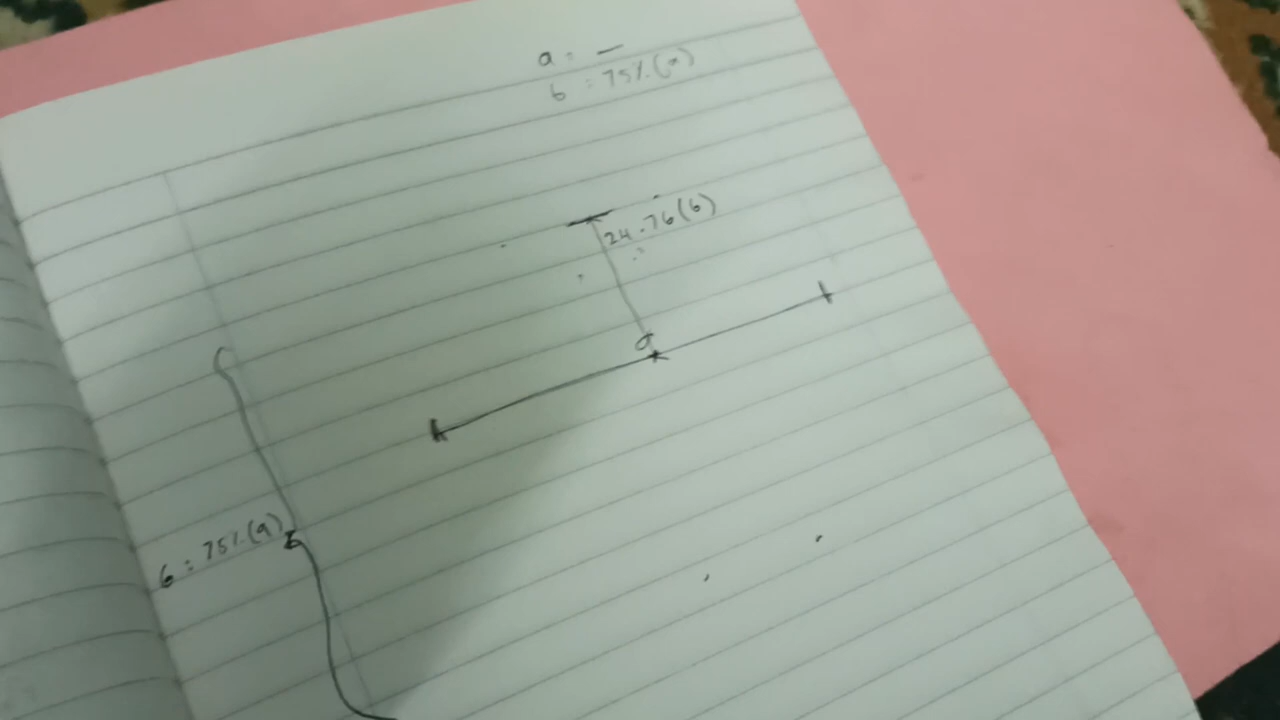 a = —
b = 75%(a)
24.76(b)
a
b = 75%(a)